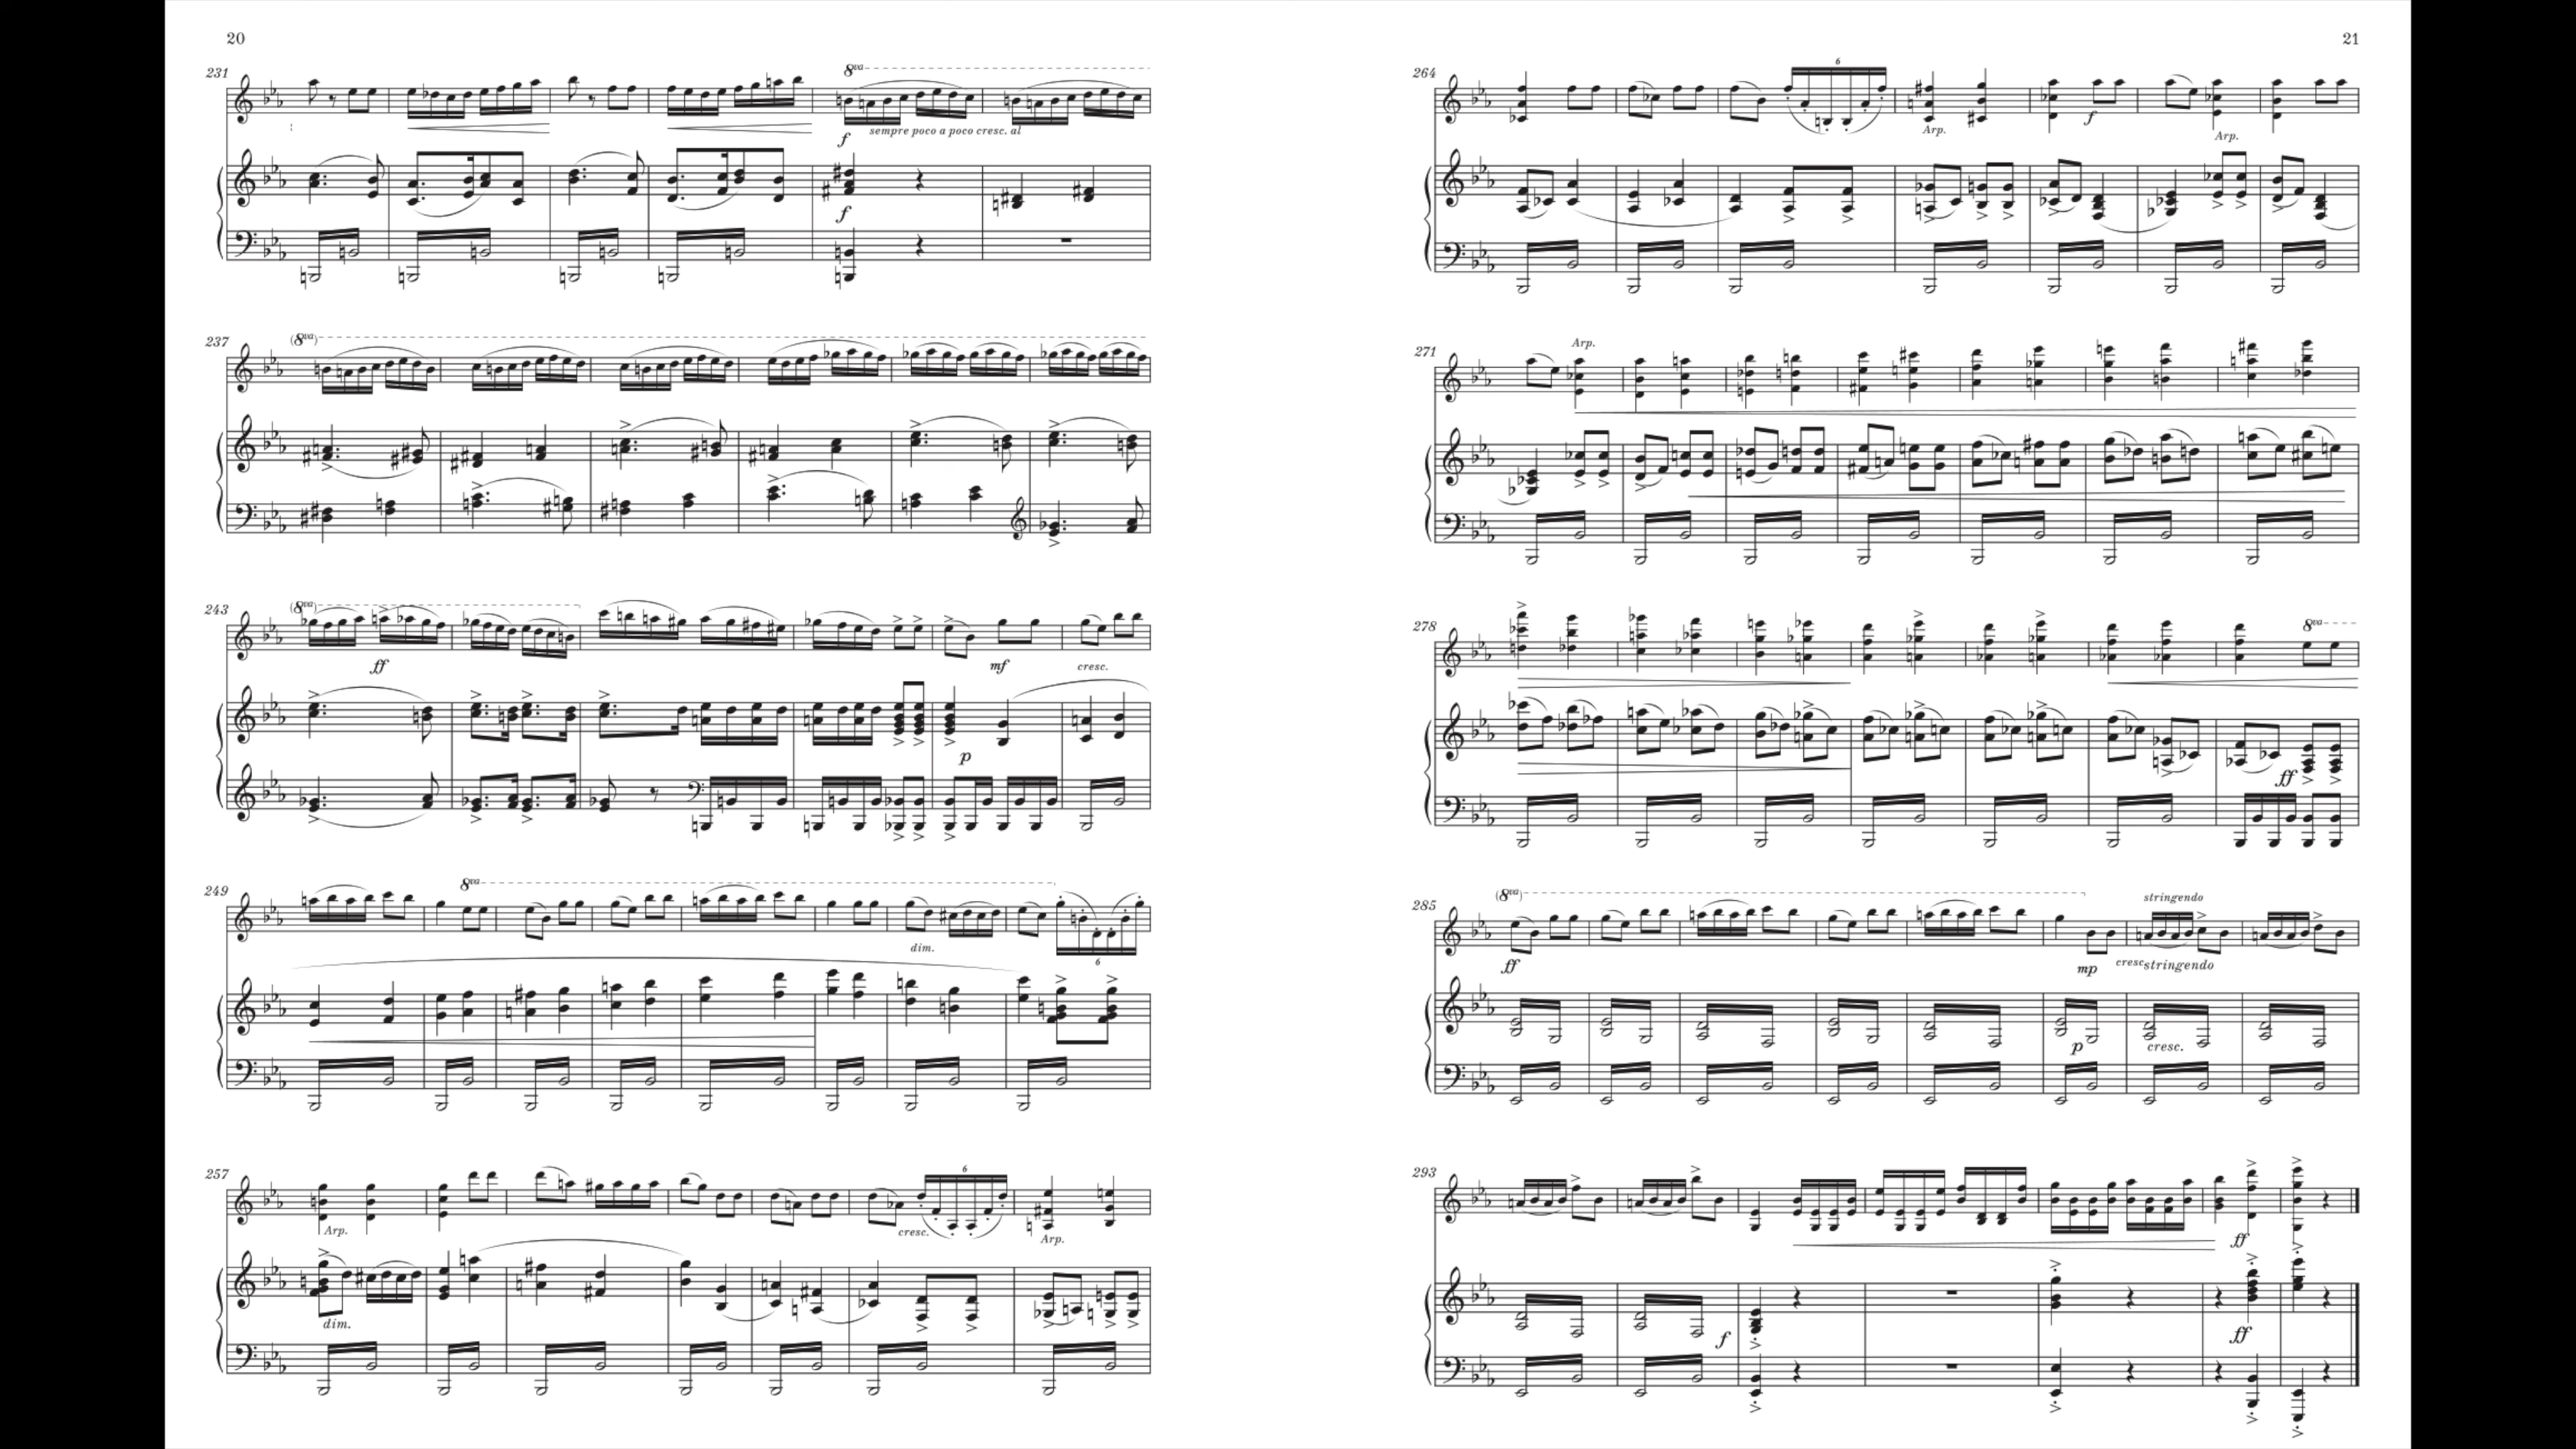 20
231
8va
f
sempre poco a poco cresc. al
f
237
(8va)
243
(8va)
ff
mf
cresc.
p
249
8va
dim.
6
257
6
Arp.
cresc.
Arp.
dim.
21
264
6
Arp.
f
Arp.
271
Arp.
278
8va
ff
285
(8va)
stringendo
ff
mp
cresc.
stringendo
p
cresc.
293
ff
f
ff